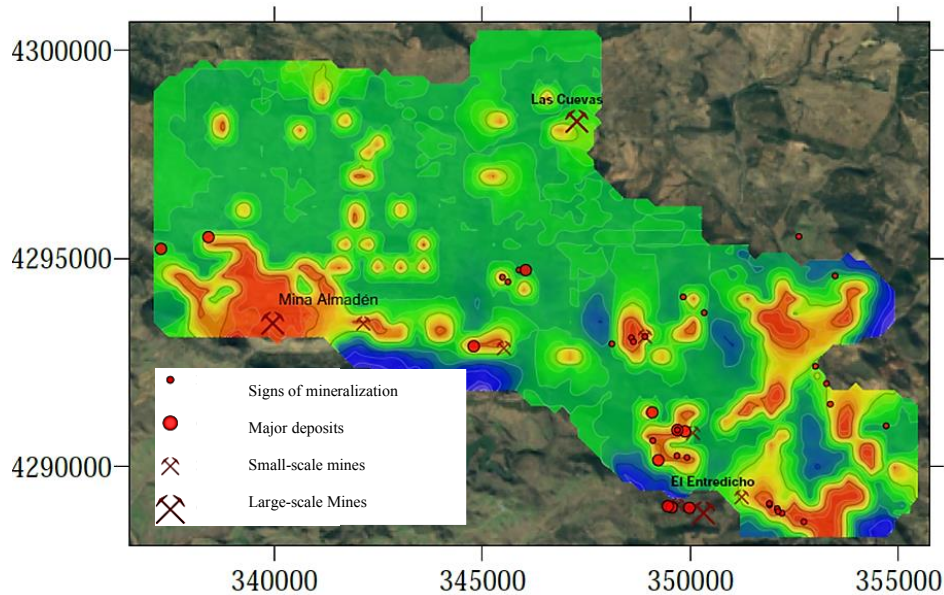 4300000
Las Cuevas
4295000
Mina Almadén
Signs of mineralization
Major deposits
Small-scale mines
Large-scale Mines
4290000
El Entredicho
340000 345000 350000 355000